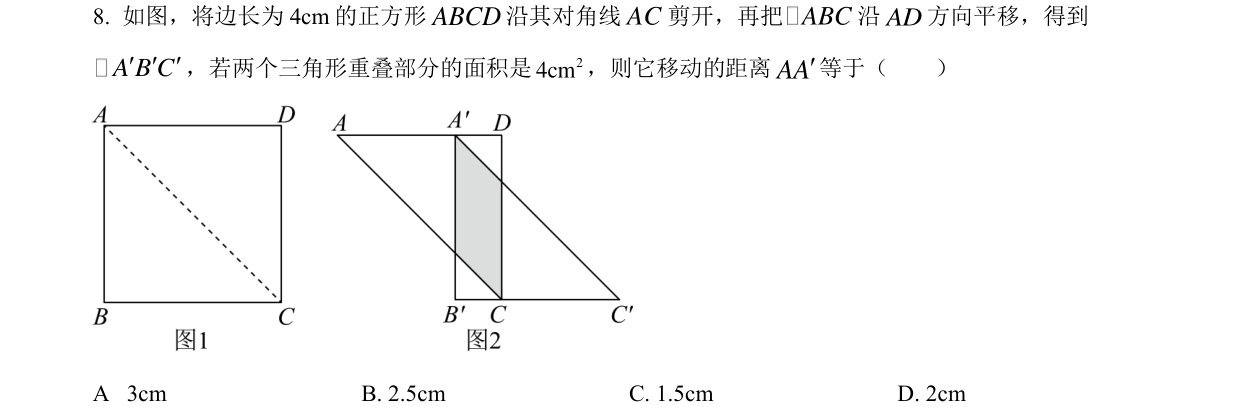 8. 如图，将边长为 4cm 的正方形 ABCD 沿其对角线 AC 剪开，再把□ABC 沿 AD 方向平移，得到
□A′B′C′，若两个三角形重叠部分的面积是 4cm²，则它移动的距离 AA′ 等于（　　）
A D A A′ D
B C B′ C C′
图1 图2
A 3cm B. 2.5cm C. 1.5cm D. 2cm